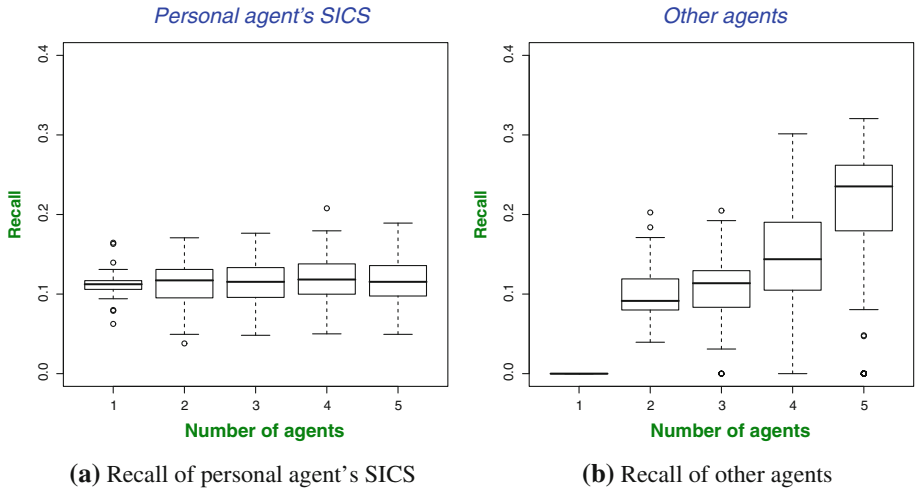 Personal agent's SICS
Other agents
Recall
0.0
0.1
0.2
0.3
0.4
1 2 3 4 5
Number of agents
Recall
0.0
0.1
0.2
0.3
0.4
1 2 3 4 5
Number of agents
(a) Recall of personal agent's SICS
(b) Recall of other agents